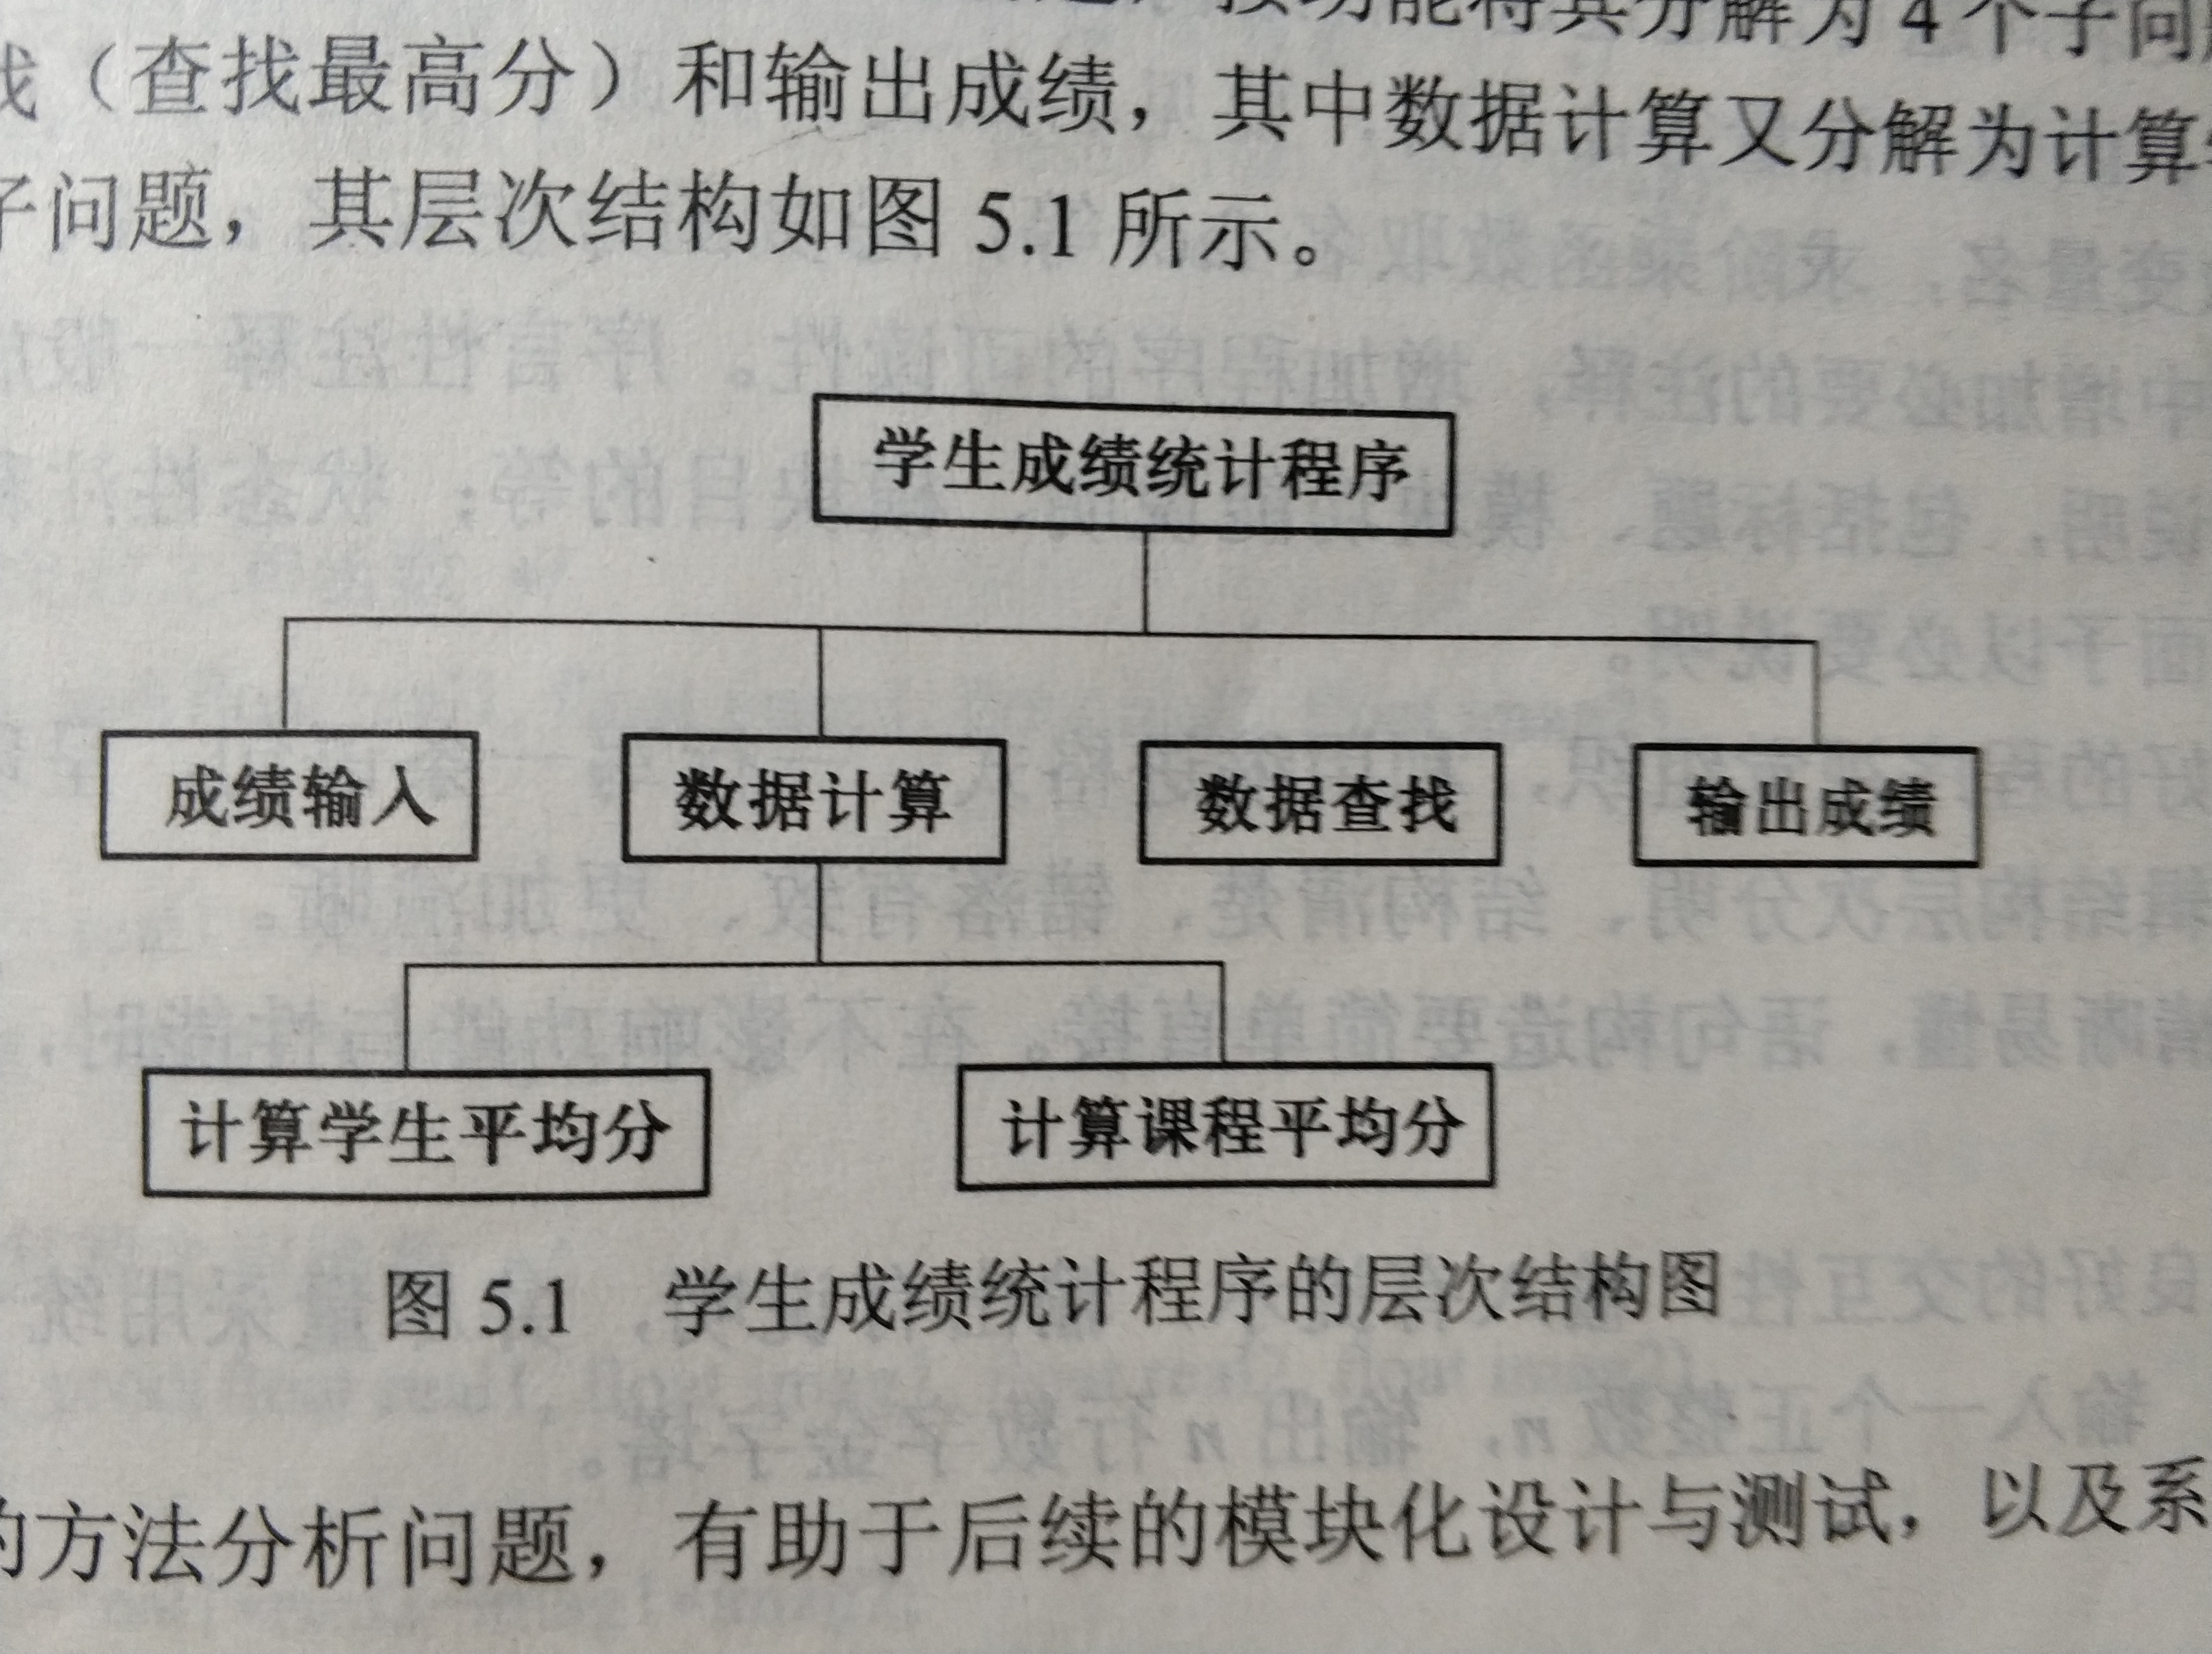 按功能将其分解为4个子问
（查找最高分）和输出成绩，其中数据计算又分解为计算
子问题，其层次结构如图 5.1 所示。
学生成绩统计程序
成绩输入 数据计算 数据查找 输出成绩
计算学生平均分 计算课程平均分
图 5.1 学生成绩统计程序的层次结构图
的方法分析问题，有助于后续的模块化设计与测试，以及系